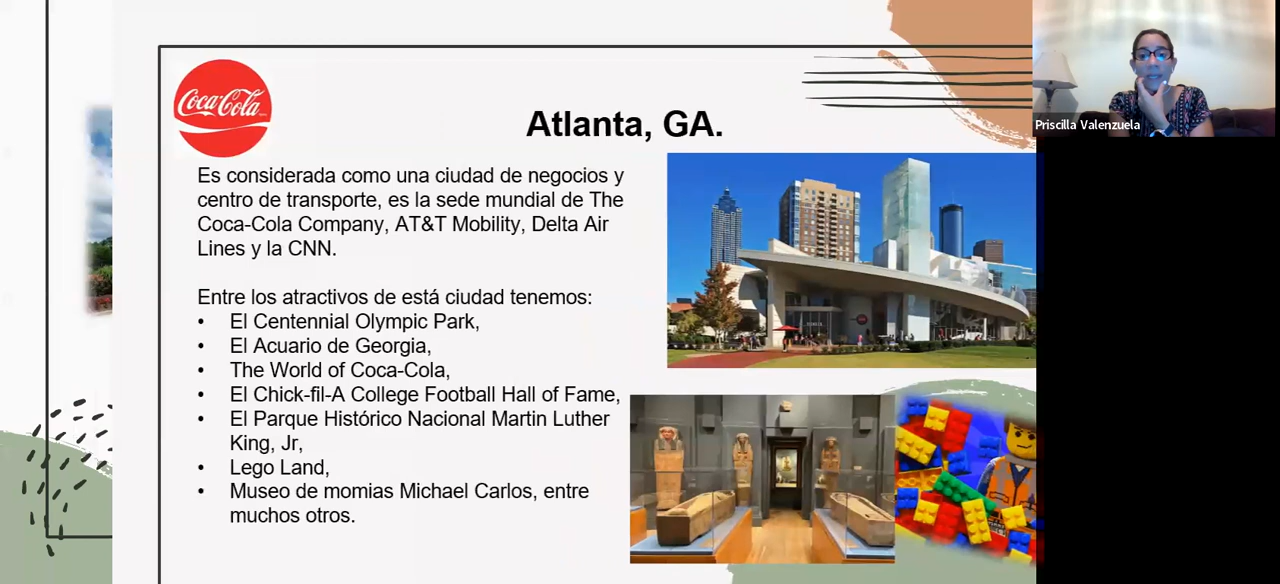 Coca-Cola
Atlanta, GA.
Priscilla Valenzuela
Es considerada como una ciudad de negocios y
centro de transporte, es la sede mundial de The
Coca-Cola Company, AT&T Mobility, Delta Air
Lines y la CNN.
Entre los atractivos de está ciudad tenemos:
• El Centennial Olympic Park,
• El Acuario de Georgia,
• The World of Coca-Cola,
• El Chick-fil-A College Football Hall of Fame,
• El Parque Histórico Nacional Martin Luther
King, Jr,
• Lego Land,
• Museo de momias Michael Carlos, entre
muchos otros.